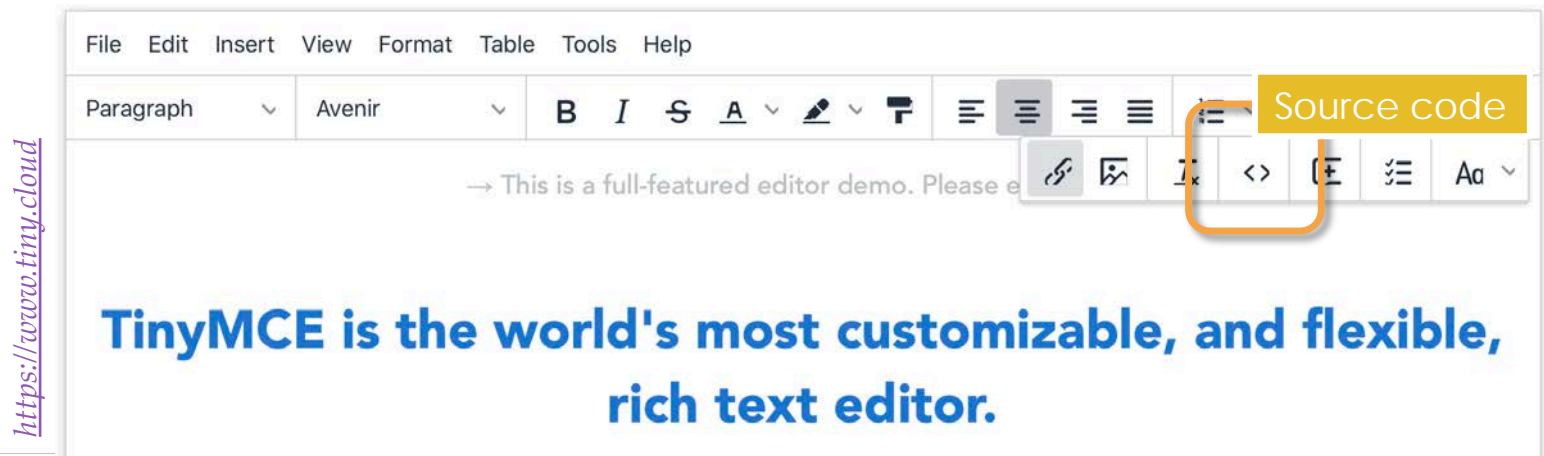 File Edit Insert View Format Table Tools Help
Paragraph Avenir B I S A
Source code
→ This is a full-featured editor demo. Please e
Aa
TinyMCE is the world's most customizable, and flexible,
rich text editor.
https://www.tiny.cloud